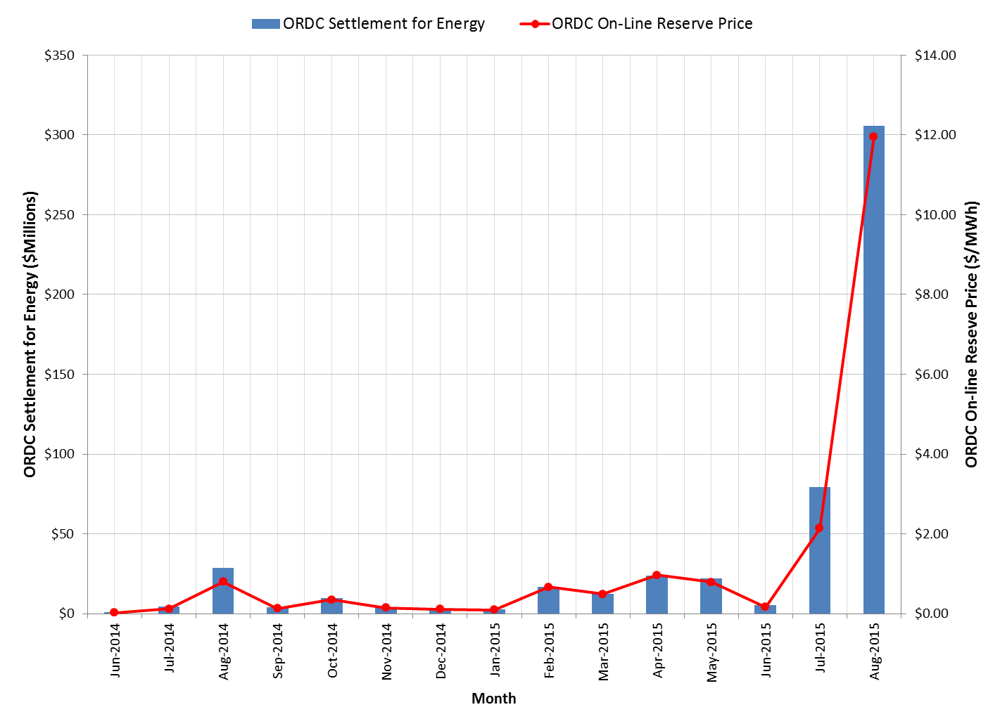 ORDC Settlement for Energy
ORDC On-Line Reserve Price
$350
$300
$250
$200
$150
$100
$50
$0
ORDC Settlement for Energy ($Millions)
$14.00
$12.00
$10.00
$8.00
$6.00
$4.00
$2.00
$0.00
ORDC On-line Reseve Price ($/MWh)
Jun-2014
Jul-2014
Aug-2014
Sep-2014
Oct-2014
Nov-2014
Dec-2014
Jan-2015
Feb-2015
Mar-2015
Apr-2015
May-2015
Jun-2015
Jul-2015
Aug-2015
Month